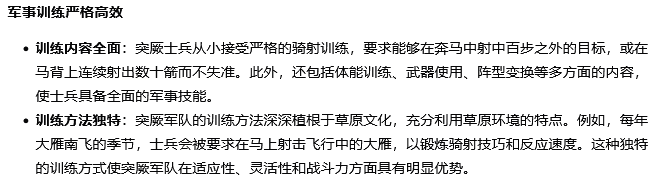 军事训练严格高效
• 训练内容全面：突厥士兵从小接受严格的骑射训练，要求能够在奔马中射中百步之外的目标，或在
马背上连续射出数十箭而不失准。此外，还包括体能训练、武器使用、阵型变换等多方面的内容，
使士兵具备全面的军事技能。
• 训练方法独特：突厥军队的训练方法深深植根于草原文化，充分利用草原环境的特点。例如，每年
大雁南飞的季节，士兵会被要求在马上射击飞行中的大雁，以锻炼骑射技巧和反应速度。这种独特
的训练方式使突厥军队在适应性、灵活性和战斗力方面具有明显优势。